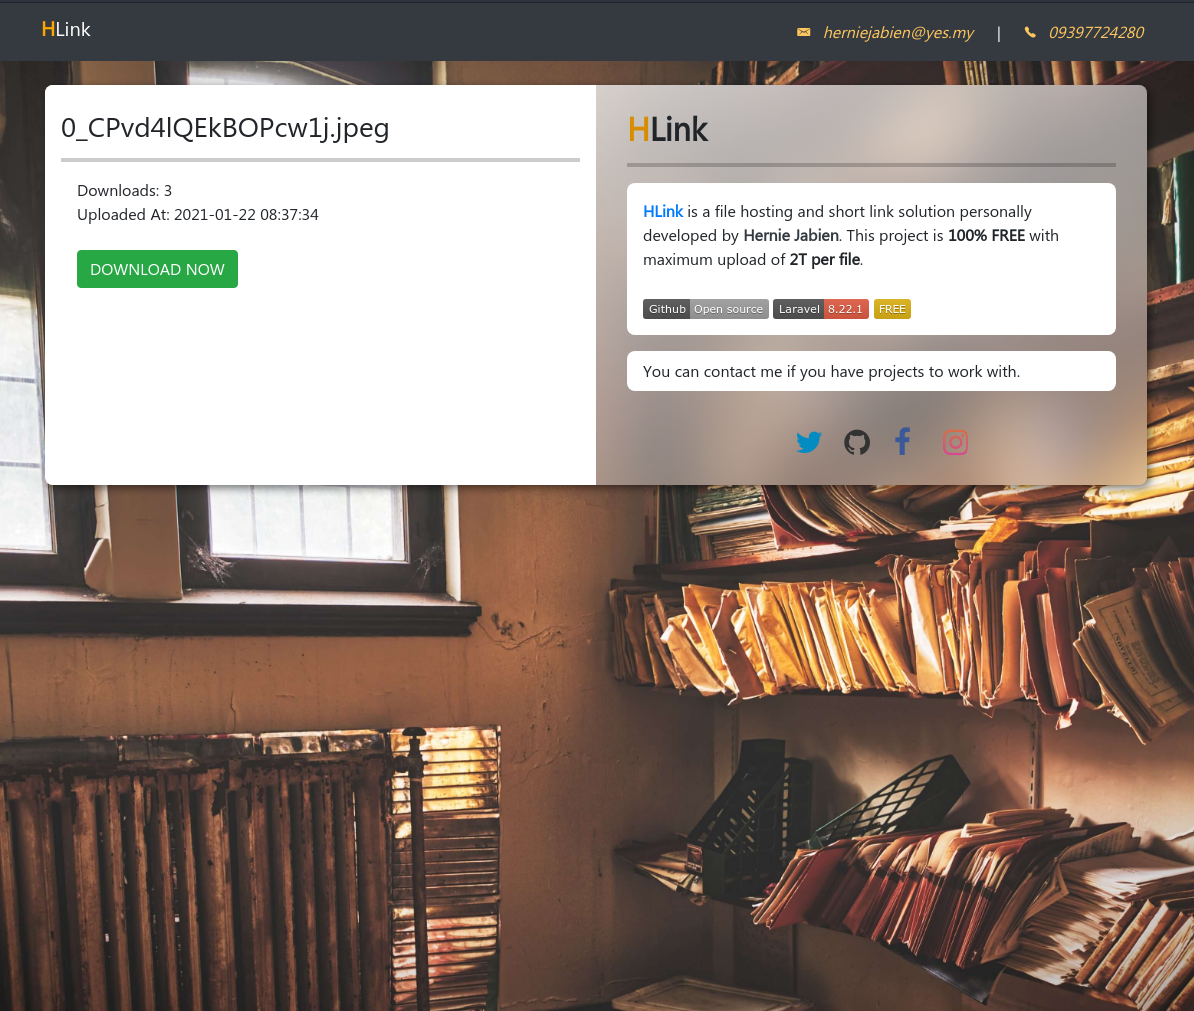 HLink
herniejabien@yes.my | 09397724280
0_CPvd4lQEkBOPcw1j.jpeg
Downloads: 3
Uploaded At: 2021-01-22 08:37:34
DOWNLOAD NOW
HLink
HLink is a file hosting and short link solution personally
developed by Hernie Jabien. This project is 100% FREE with
maximum upload of 2T per file.
Github Open source Laravel 8.22.1 FREE
You can contact me if you have projects to work with.